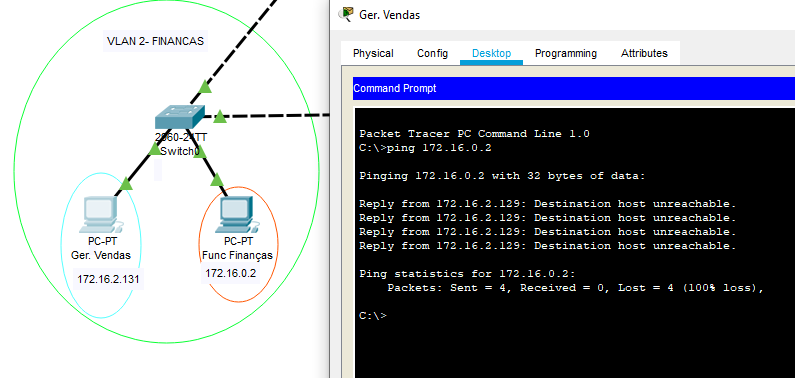 VLAN 2- FINANCAS
2960-24TT
Switch0
PC-PT
Ger. Vendas
172.16.2.131
PC-PT
Func Finanças
172.16.0.2
Ger. Vendas
Physical Config Desktop Programming Attributes
Command Prompt
Packet Tracer PC Command Line 1.0
C:\>ping 172.16.0.2
Pinging 172.16.0.2 with 32 bytes of data:
Reply from 172.16.2.129: Destination host unreachable.
Reply from 172.16.2.129: Destination host unreachable.
Reply from 172.16.2.129: Destination host unreachable.
Reply from 172.16.2.129: Destination host unreachable.
Ping statistics for 172.16.0.2:
Packets: Sent = 4, Received = 0, Lost = 4 (100% loss),
C:\>